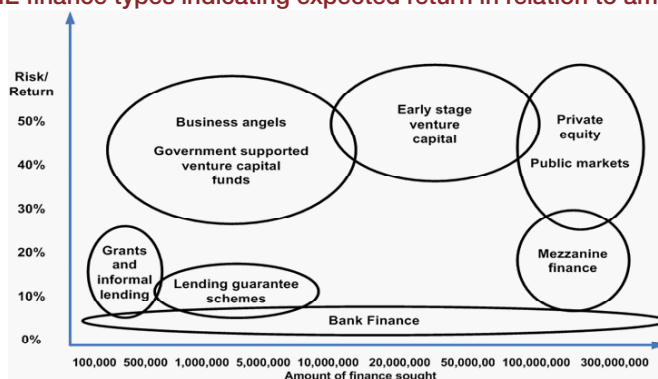 finance types indicating expected return in relation to am
Risk/
Return
50%
40%
30%
20%
10%
0%
Business angels
Government supported
venture capital
funds
Early stage
venture
capital
Private
equity
Public markets
Grants
and
informal
lending
Lending guarantee
schemes
Mezzanine
finance
Bank Finance
100,000 500,000 1,000,000 5,000,000 10,000,000 20,000,000 50,000,00 100,000,000 300,000,000
Amount of finance sought